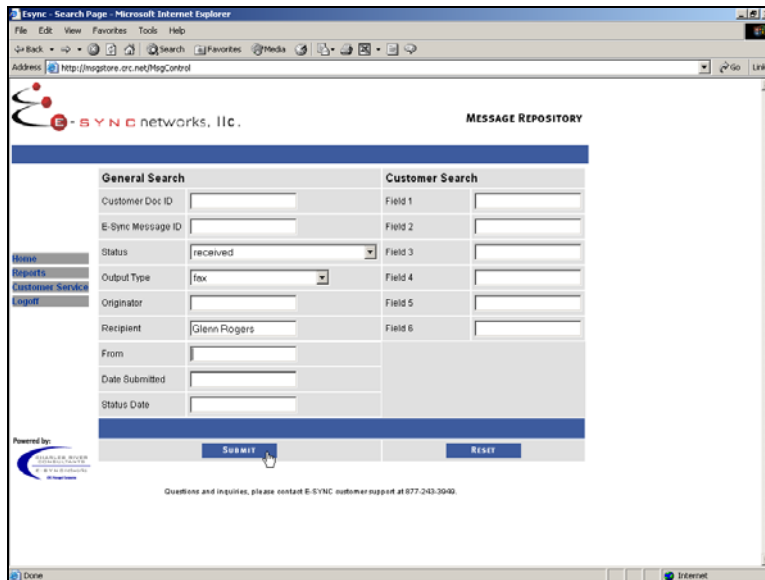 Esync - Search Page - Microsoft Internet Explorer
File Edit View Favorites Tools Help
Back Search Favorites Media
Address http://msgstore.crc.net/MsgControl Go Link
E-SYNC networks, llc.
MESSAGE REPOSITORY
General Search Customer Search
Customer Doc ID Field 1
E-Sync Message ID Field 2
Status received Field 3
Output Type fax Field 4
Originator Field 5
Recipient Glenn Rogers Field 6
From
Date Submitted
Status Date
Home
Reports
Customer Service
Logoff
SUBMIT RESET
Powered by:
CHARLES RIVER
CONSULTANTS
Questions and inquiries, please contact E-SYNC customer support at 877-243-3949.
Done Internet